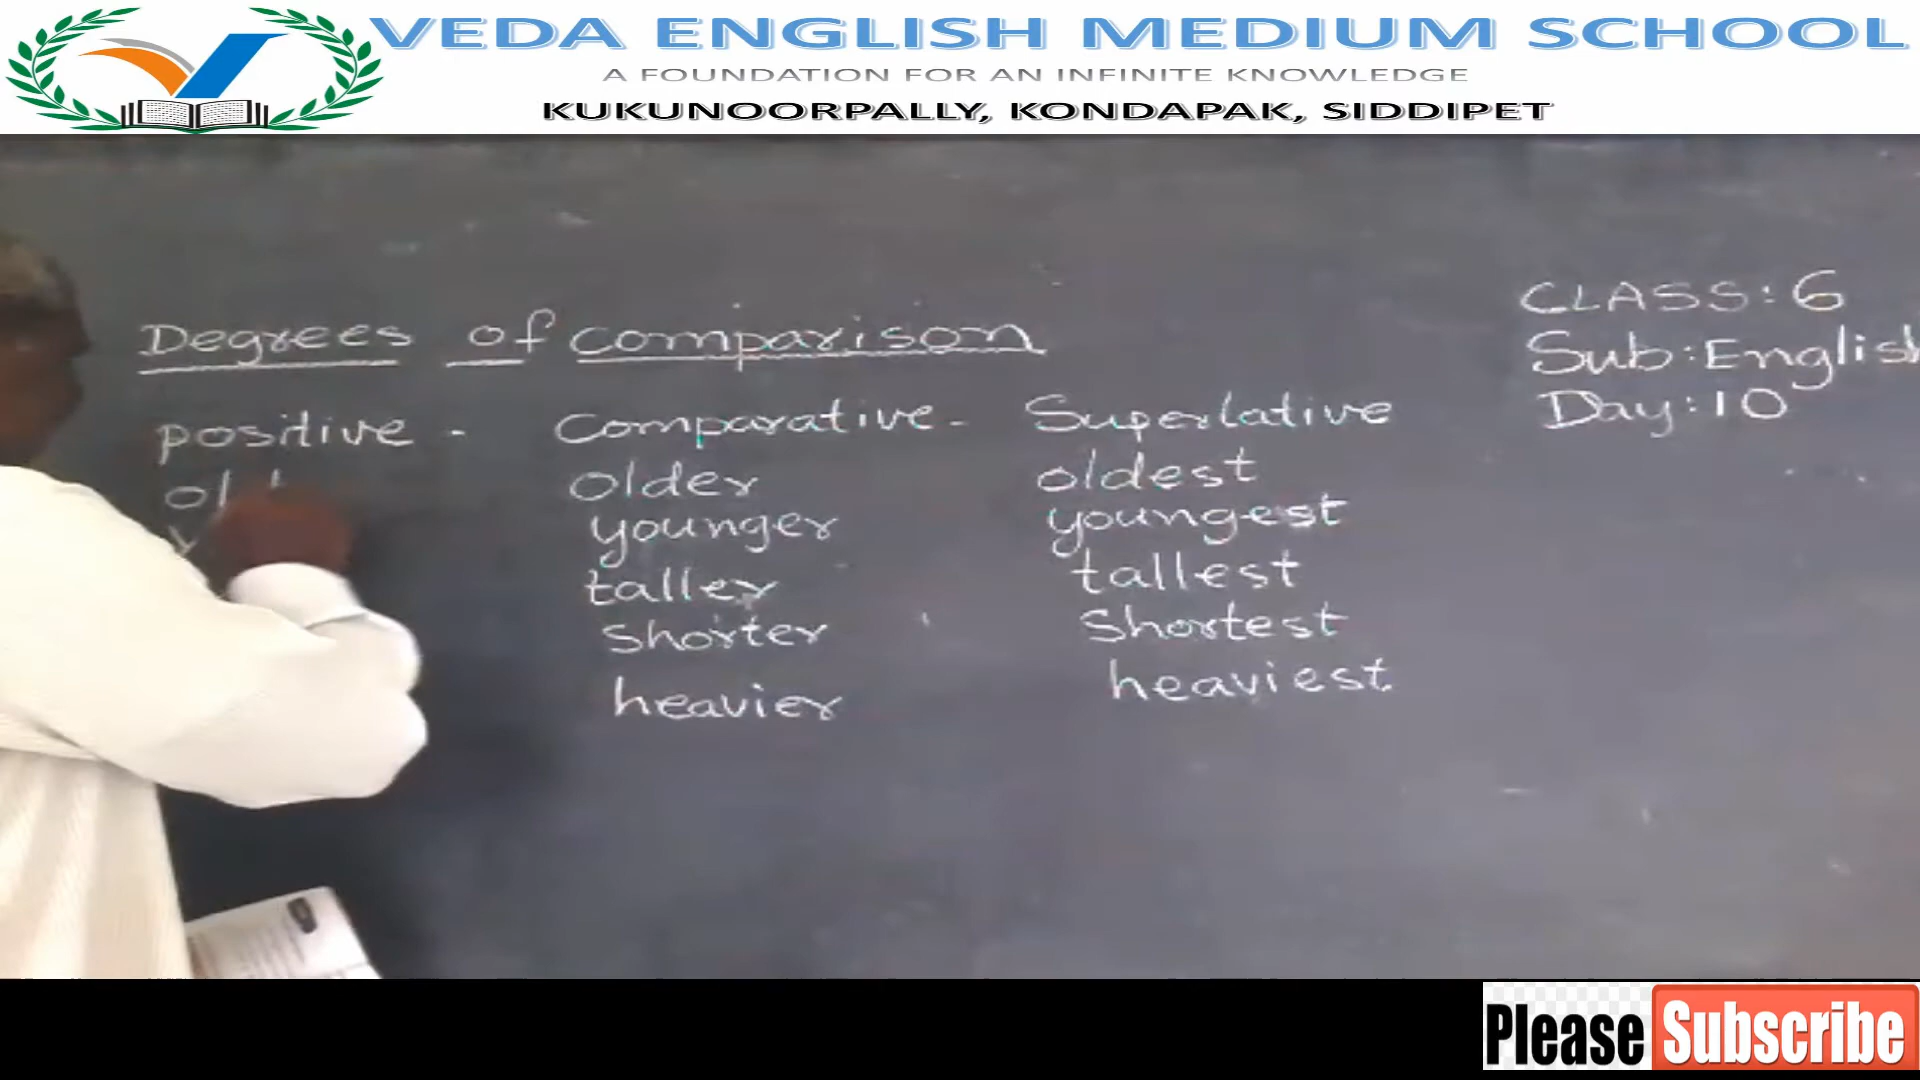 VEDA ENGLISH MEDIUM SCHOOL
A FOUNDATION FOR AN INFINITE KNOWLEDGE
KUKUNOORPALLY, KONDAPAK, SIDDIPET
CLASS: 6
Sub: English
Day: 10
Degrees of comparison
positive - Comparative - Superlative
older oldest
younger youngest
taller tallest
Shorter Shortest
heavier heaviest
Please Subscribe